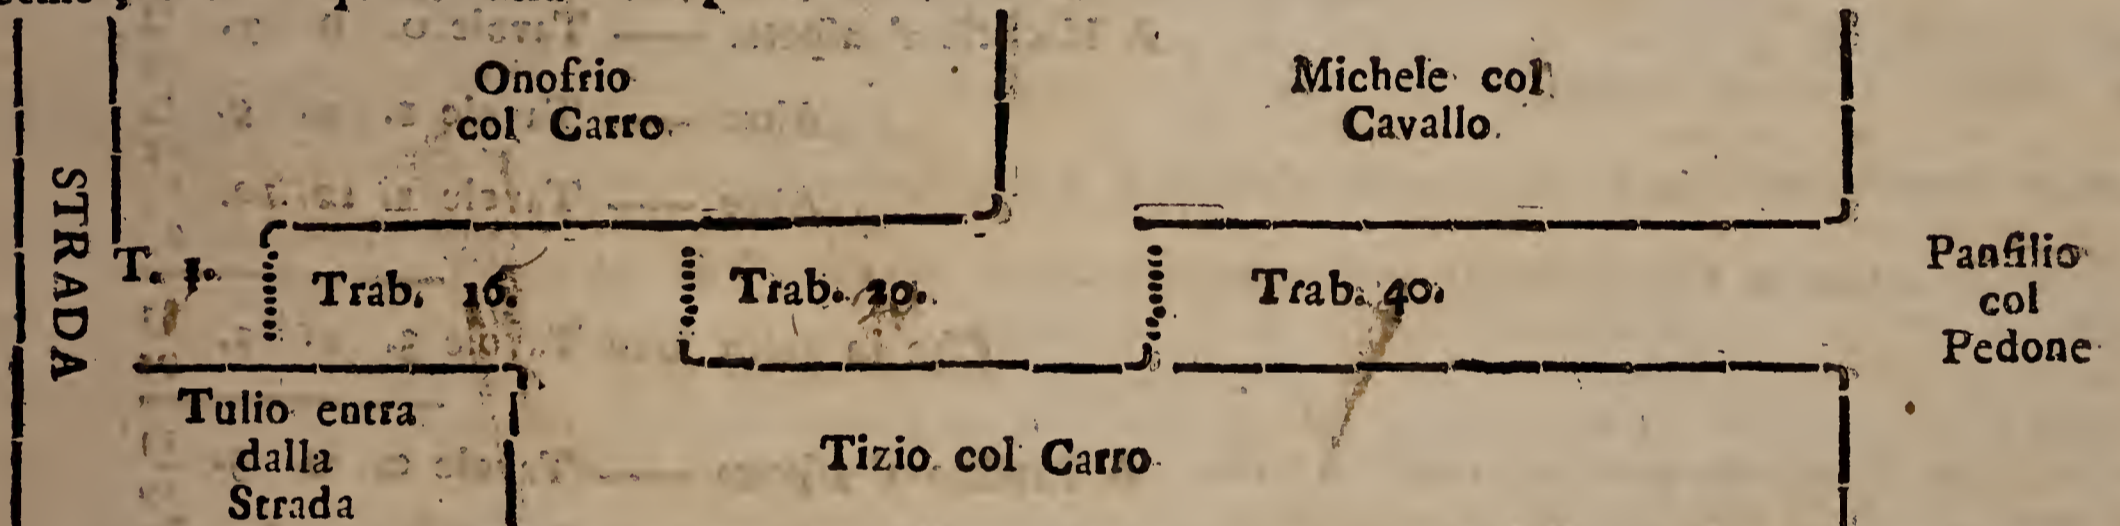 Onofrio
col Carro
Michele col
Cavallo.
STRADA
T. 1.
Trab. 16.
Trab. 20.
Trab. 40.
Panfilio
col
Pedone
Tulio entra
dalla
Strada
Tizio col Carro